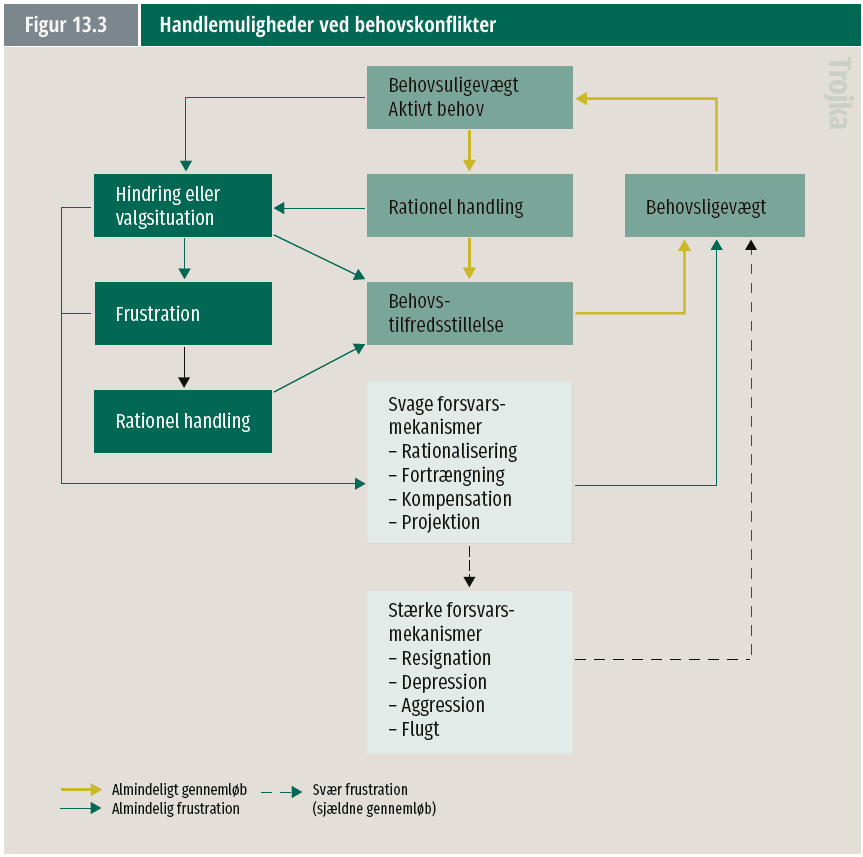 Figur 13.3
Handlemuligheder ved behovskonflikter
Trojka
Behovsuligevægt
Aktivt behov
Hindring eller
valgsituation
Rationel handling
Behovsligevægt
Frustration
Behovs-
tilfredsstillelse
Rationel handling
Svage forsvars-
mekanismer
– Rationalisering
– Fortrængning
– Kompensation
– Projektion
Stærke forsvars-
mekanismer
– Resignation
– Depression
– Aggression
– Flugt
Almindeligt gennemløb
Almindelig frustration
Svær frustration
(sjældne gennemløb)